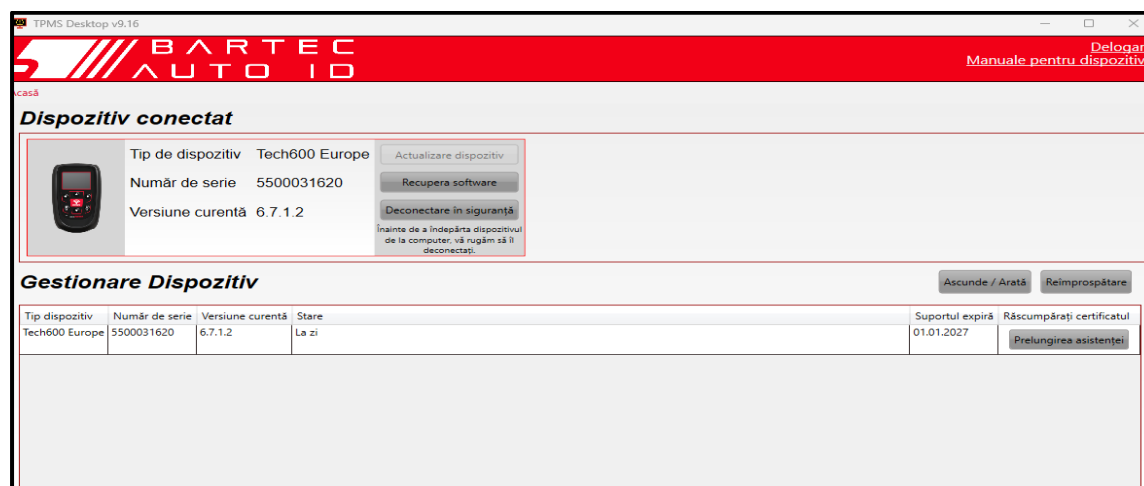 TPMS Desktop v9.16
BARTEC
AUTO ID
Delogar
Manuale pentru dispozitiv
Acasă
Dispozitiv conectat
Tip de dispozitiv Tech600 Europe
Actualizare dispozitiv
Număr de serie 5500031620
Recupera software
Versiune curentă 6.7.1.2
Deconectare în siguranță
Înainte de a îndepărta dispozitivul
de la computer, vă rugăm să îl
deconectați.
Gestionare Dispozitiv
Ascunde / Arată
Reîmprospătare
Tip dispozitiv Număr de serie Versiune curentă Stare Suportul expiră Răscumpărați certificatul
Tech600 Europe 5500031620 6.7.1.2 La zi 01.01.2027 Prelungirea asistenței